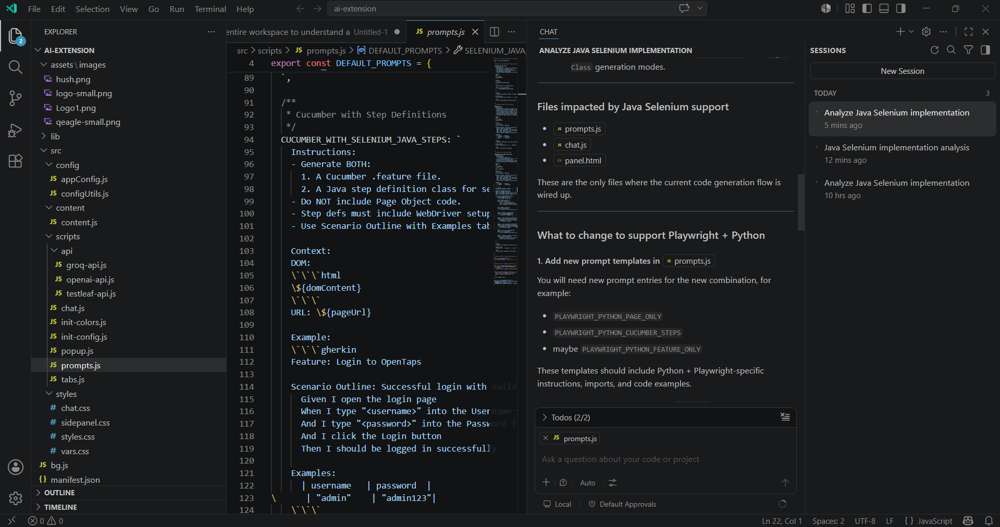 File Edit Selection View Go Run Terminal Help
ai-extension
EXPLORER
2
AI-EXTENSION
assets\images
hush.png
logo-small.png
Logo1.png
qeagle-small.png
lib
src
config
JS appConfig.js
JS configUtils.js
content
JS content.js
scripts
api
JS groq-api.js
JS openai-api.js
JS testleaf-api.js
JS chat.js
JS init-colors.js
JS init-config.js
JS popup.js
JS prompts.js
JS tabs.js
styles
# chat.css
# sidepanel.css
# styles.css
# vars.css
JS bg.js
{} manifest.json
OUTLINE
TIMELINE
entire workspace to understand a Untitled-1
JS prompts.js
src > scripts > JS prompts.js > DEFAULT_PROMPTS > SELENIUM_JAVA_
4 export const DEFAULT_PROMPTS = {
89 `,
90
91 /**
92 * Cucumber with Step Definitions
93 */
94 CUCUMBER_WITH_SELENIUM_JAVA_STEPS: `
95 Instructions:
96 - Generate BOTH:
97 1. A Cucumber .feature file.
98 2. A Java step definition class for se
99 - Do NOT include Page Object code.
100 - Step defs must include WebDriver setup,
101 - Use Scenario Outline with Examples tab
102
103 Context:
104 DOM:
105 \`\`\`html
106 \${domContent}
107 \`\`\`
108 URL: \${pageUrl}
109
110 Example:
111 \`\`\`gherkin
112 Feature: Login to OpenTaps
113
114 Scenario Outline: Successful login with valid
115 Given I open the login page
116 When I type "<username>" into the Username
117 And I type "<password>" into the Password f
118 And I click the Login button
119 Then I should be logged in successfully
120
121 Examples:
122 | username | password |
123 \ | "admin" | "admin123"|
124 \`\`\`
CHAT
ANALYZE JAVA SELENIUM IMPLEMENTATION
Class generation modes.
Files impacted by Java Selenium support
• JS prompts.js
• JS chat.js
• <> panel.html
These are the only files where the current code generation flow is
wired up.
What to change to support Playwright + Python
1. Add new prompt templates in JS prompts.js
You will need new prompt entries for the new combination, for
example:
• PLAYWRIGHT_PYTHON_PAGE_ONLY
• PLAYWRIGHT_PYTHON_CUCUMBER_STEPS
• maybe PLAYWRIGHT_PYTHON_FEATURE_ONLY
These templates should include Python + Playwright-specific
instructions, imports, and code examples.
Todos (2/2)
JS prompts.js
Ask a question about your code or project
Auto
Local
Default Approvals
SESSIONS
New Session
TODAY 3
Analyze Java Selenium implementation
5 mins ago
Java Selenium implementation analysis
12 mins ago
Analyze Java Selenium implementation
10 hrs ago
0 0
Ln 22, Col 1 Spaces: 2 UTF-8 LF {} JavaScript